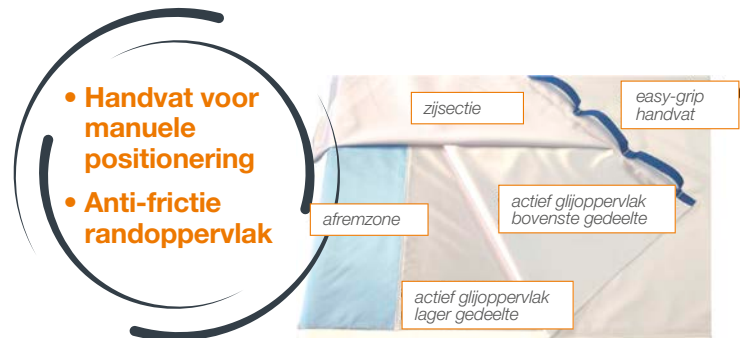 • Handvat voor
manuele
positionering
• Anti-frictie
randoppervlak
zijsectie
easy-grip
handvat
afremzone
actief glijoppervlak
bovenste gedeelte
actief glijoppervlak
lager gedeelte